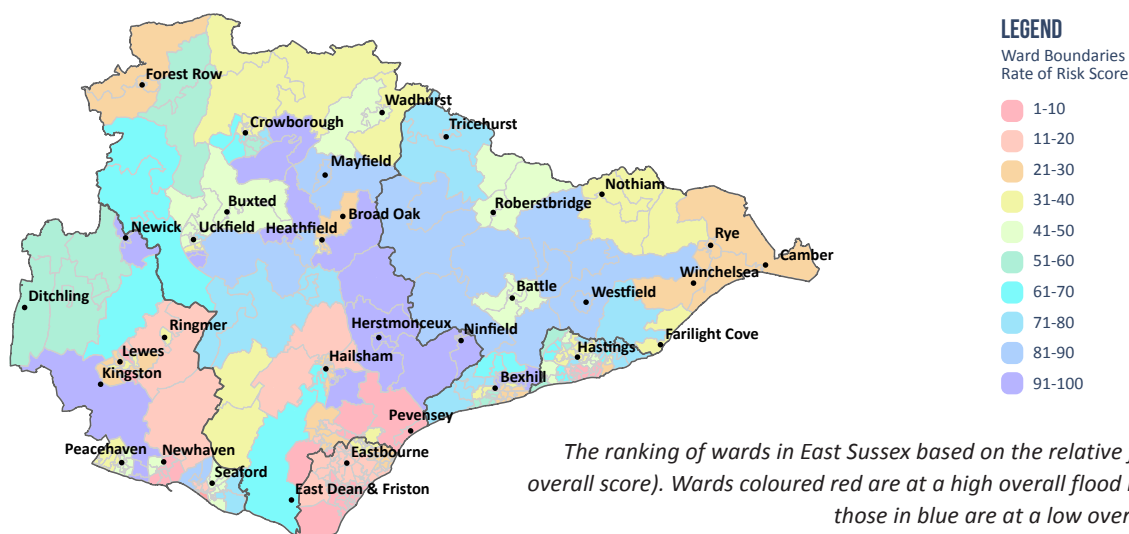 LEGEND
Ward Boundaries
Rate of Risk Score
1-10
11-20
21-30
31-40
41-50
51-60
61-70
71-80
81-90
91-100
Forest Row
Wadhurst
Crowborough
Tricehurst
Mayfield
Nothiam
Buxted
Roberstbridge
Broad Oak
Newick
Uckfield
Heathfield
Rye
Camber
Winchelsea
Ditchling
Battle
Westfield
Ringmer
Herstmonceux
Ninfield
Farilight Cove
Lewes
Hailsham
Hastings
Kingston
Bexhill
Pevensey
Peacehaven
Newhaven
Eastbourne
Seaford
East Dean & Friston
The ranking of wards in East Sussex based on the relative
overall score). Wards coloured red are at a high overall flood
those in blue are at a low